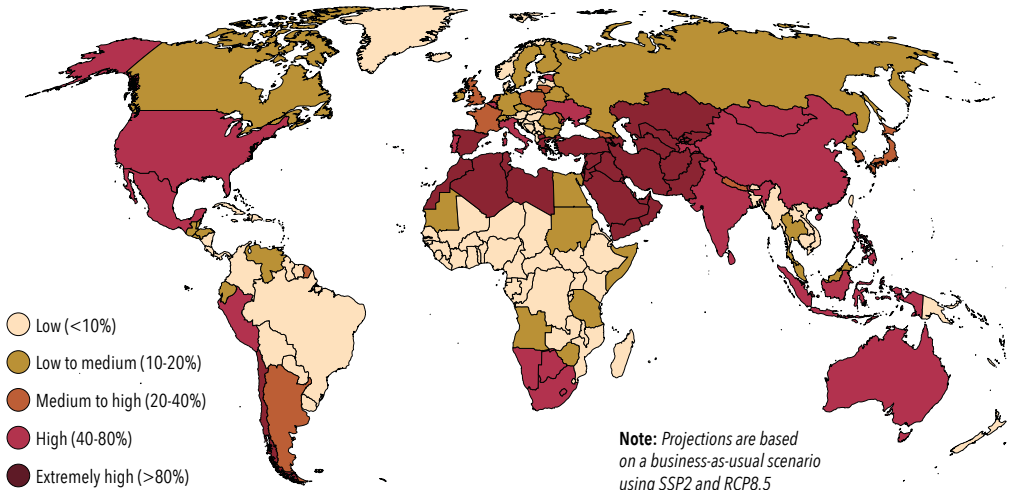 Low (<10%)
Low to medium (10-20%)
Medium to high (20-40%)
High (40-80%)
Extremely high (>80%)
Note: Projections are based
on a business-as-usual scenario
using SSP2 and RCP8.5